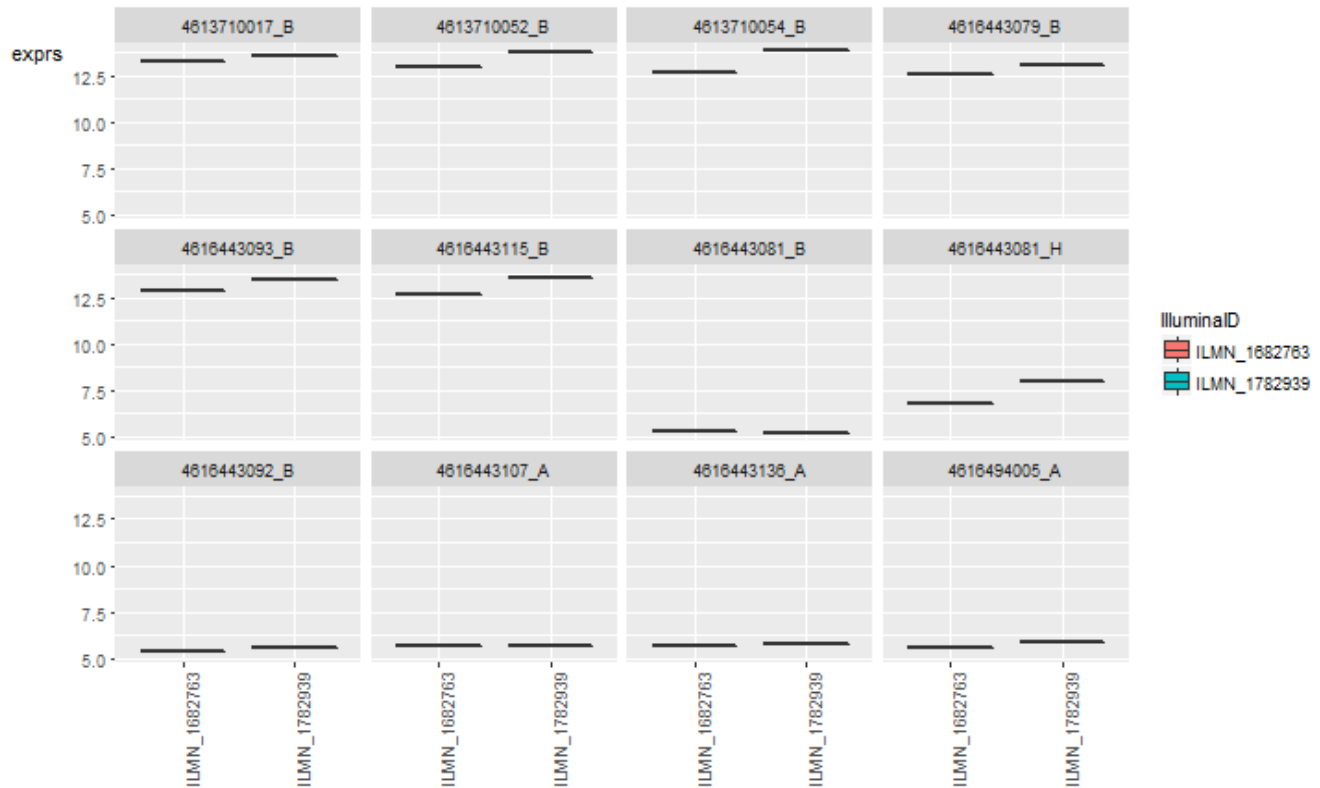 exprs
4613710017_B 4613710052_B 4613710054_B 4616443079_B
12.5
10.0
7.5
5.0
4616443093_B 4616443115_B 4616443081_B 4616443081_H
12.5
10.0
7.5
5.0
4616443092_B 4616443107_A 4616443136_A 4616494005_A
12.5
10.0
7.5
5.0
ILMN_1682763
ILMN_1782939
ILMN_1682763
ILMN_1782939
ILMN_1682763
ILMN_1782939
ILMN_1682763
ILMN_1782939
IlluminaID
ILMN_1682763
ILMN_1782939